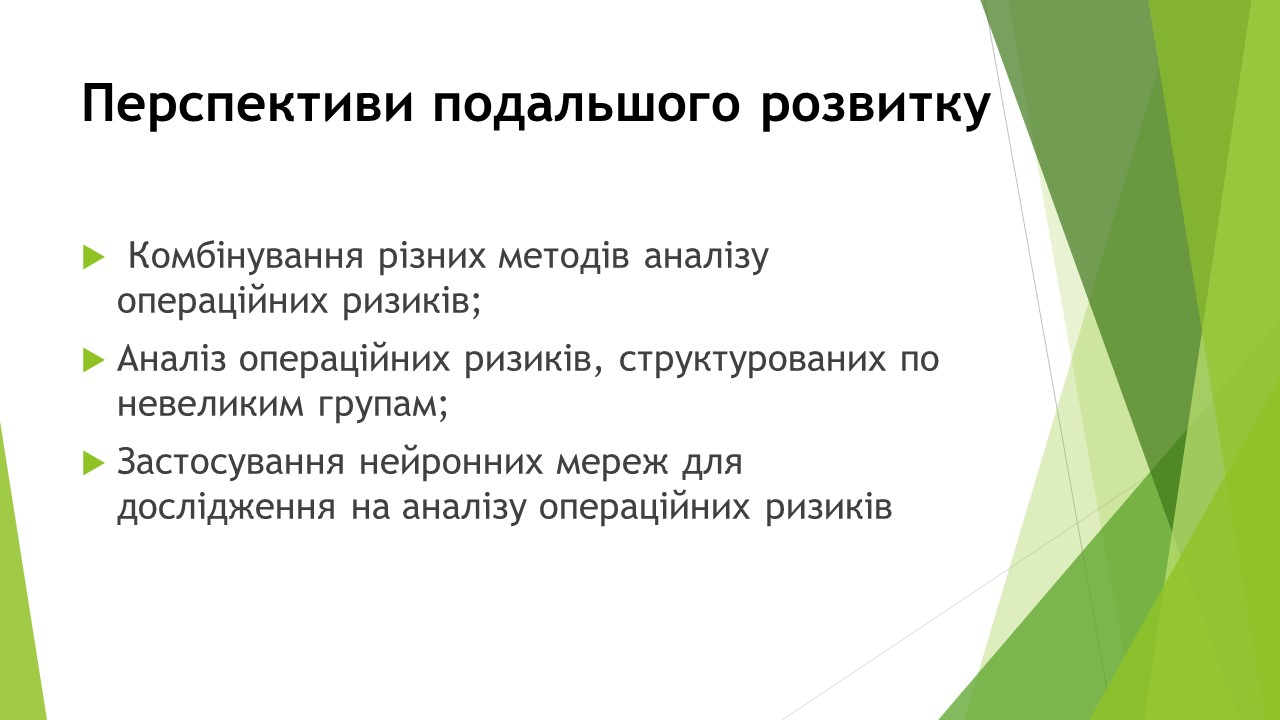 Перспективи подальшого розвитку
Комбінування різних методів аналізу
операційних ризиків;
Аналіз операційних ризиків, структурованих по
невеликим групам;
Застосування нейронних мереж для
дослідження на аналізу операційних ризиків